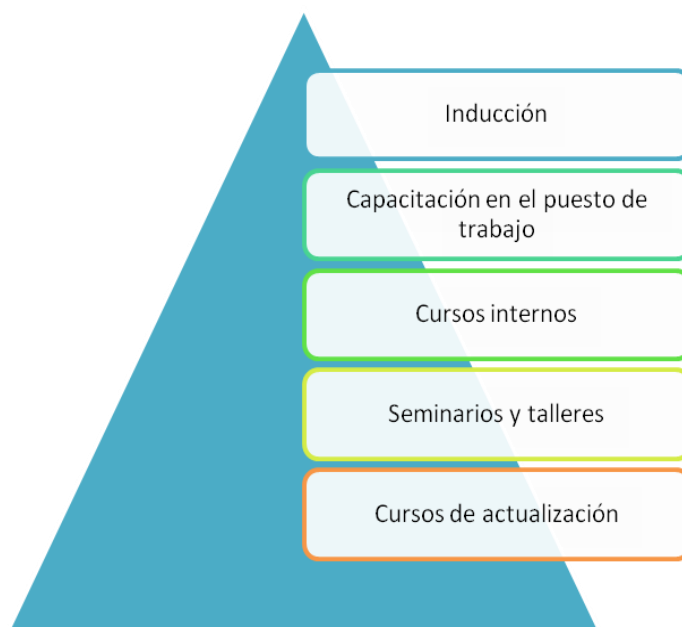 Inducción
Capacitación en el puesto de
trabajo
Cursos internos
Seminarios y talleres
Cursos de actualización